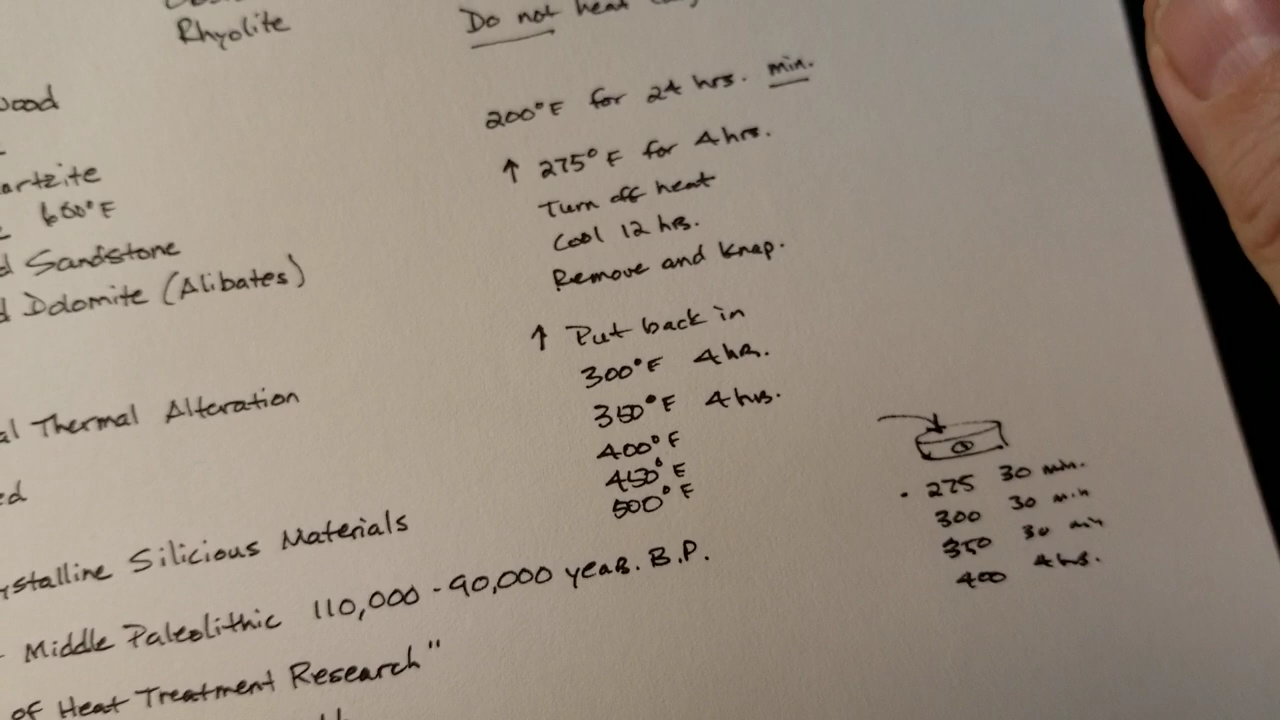 Rhyolite
Do not heat
wood
artzite
600°F
d Sandstone
d Dolomite (Alibates)
al Thermal Alteration
ed
ystalline Silicious Materials
- Middle Paleolithic 110,000 - 90,000 years. B.P.
of Heat Treatment Research"
200°F for 24 hrs. min.
↑ 275°F for 4 hrs.
Turn off heat
Cool 12 hrs.
Remove and knap.
↑ Put back in
300°F 4 hrs.
350°F 4 hrs.
400°F
450°F
500°F
• 275 30 min.
300 30 min
350 30 min
400 4 hrs.